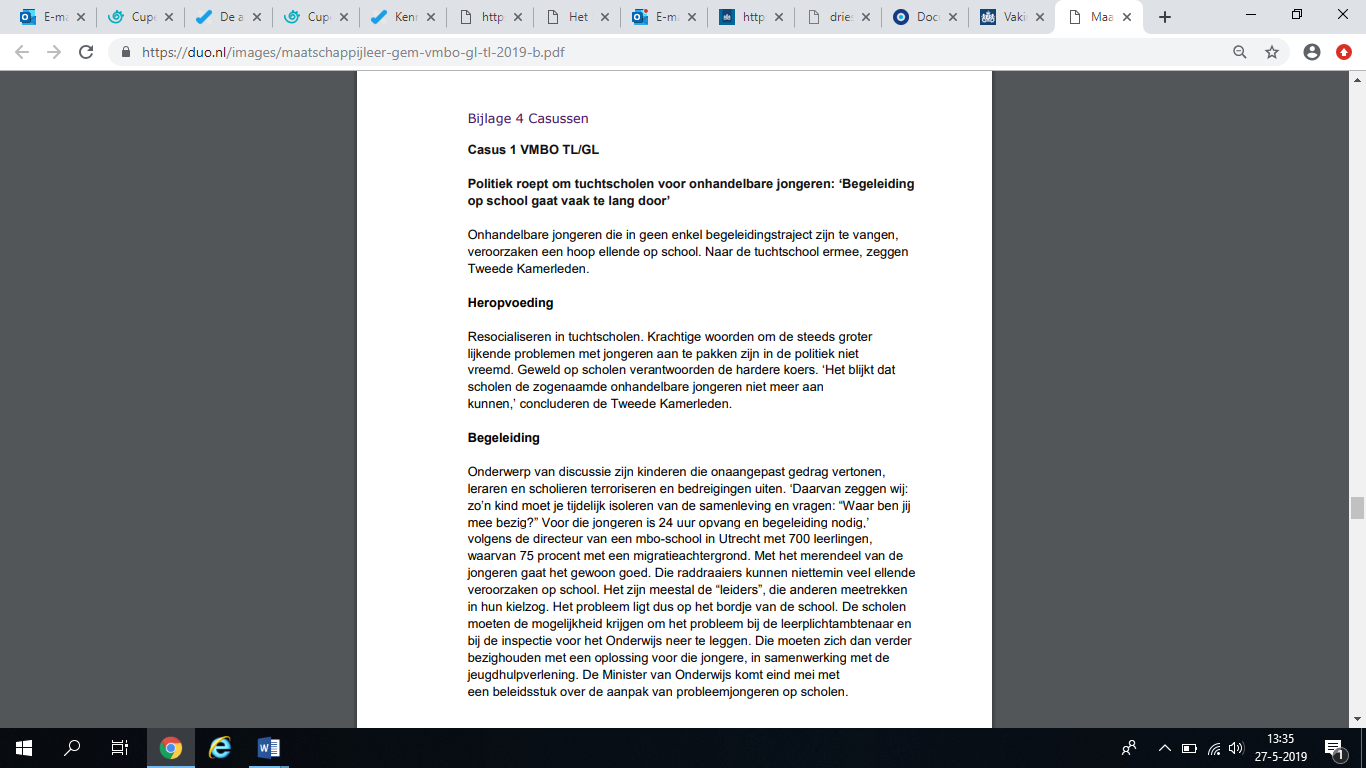 E-ma
Cupe
De a
Cupe
Kenn
http
Het
E-ma
http
dries
Docu
Vaki
Maa
https://duo.nl/images/maatschappijleer-gem-vmbo-gl-tl-2019-b.pdf
Bijlage 4 Casussen
Casus 1 VMBO TL/GL
Politiek roept om tuchtscholen voor onhandelbare jongeren: ‘Begeleiding
op school gaat vaak te lang door’
Onhandelbare jongeren die in geen enkel begeleidingstraject zijn te vangen,
veroorzaken een hoop ellende op school. Naar de tuchtschool ermee, zeggen
Tweede Kamerleden.
Heropvoeding
Resocialiseren in tuchtscholen. Krachtige woorden om de steeds groter
lijkende problemen met jongeren aan te pakken zijn in de politiek niet
vreemd. Geweld op scholen verantwoorden de hardere koers. ‘Het blijkt dat
scholen de zogenaamde onhandelbare jongeren niet meer aan
kunnen,’ concluderen de Tweede Kamerleden.
Begeleiding
Onderwerp van discussie zijn kinderen die onaangepast gedrag vertonen,
leraren en scholieren terroriseren en bedreigingen uiten. ‘Daarvan zeggen wij:
zo’n kind moet je tijdelijk isoleren van de samenleving en vragen: “Waar ben jij
mee bezig?” Voor die jongeren is 24 uur opvang en begeleiding nodig,’
volgens de directeur van een mbo-school in Utrecht met 700 leerlingen,
waarvan 75 procent met een migratieachtergrond. Met het merendeel van de
jongeren gaat het gewoon goed. Die raddraaiers kunnen niettemin veel ellende
veroorzaken op school. Het zijn meestal de “leiders”, die anderen meetrekken
in hun kielzog. Het probleem ligt dus op het bordje van de school. De scholen
moeten de mogelijkheid krijgen om het probleem bij de leerplichtambtenaar en
bij de inspectie voor het Onderwijs neer te leggen. Die moeten zich dan verder
bezighouden met een oplossing voor die jongere, in samenwerking met de
jeugdhulpverlening. De Minister van Onderwijs komt eind mei met
een beleidsstuk over de aanpak van probleemjongeren op scholen.
13:35
27-5-2019
1